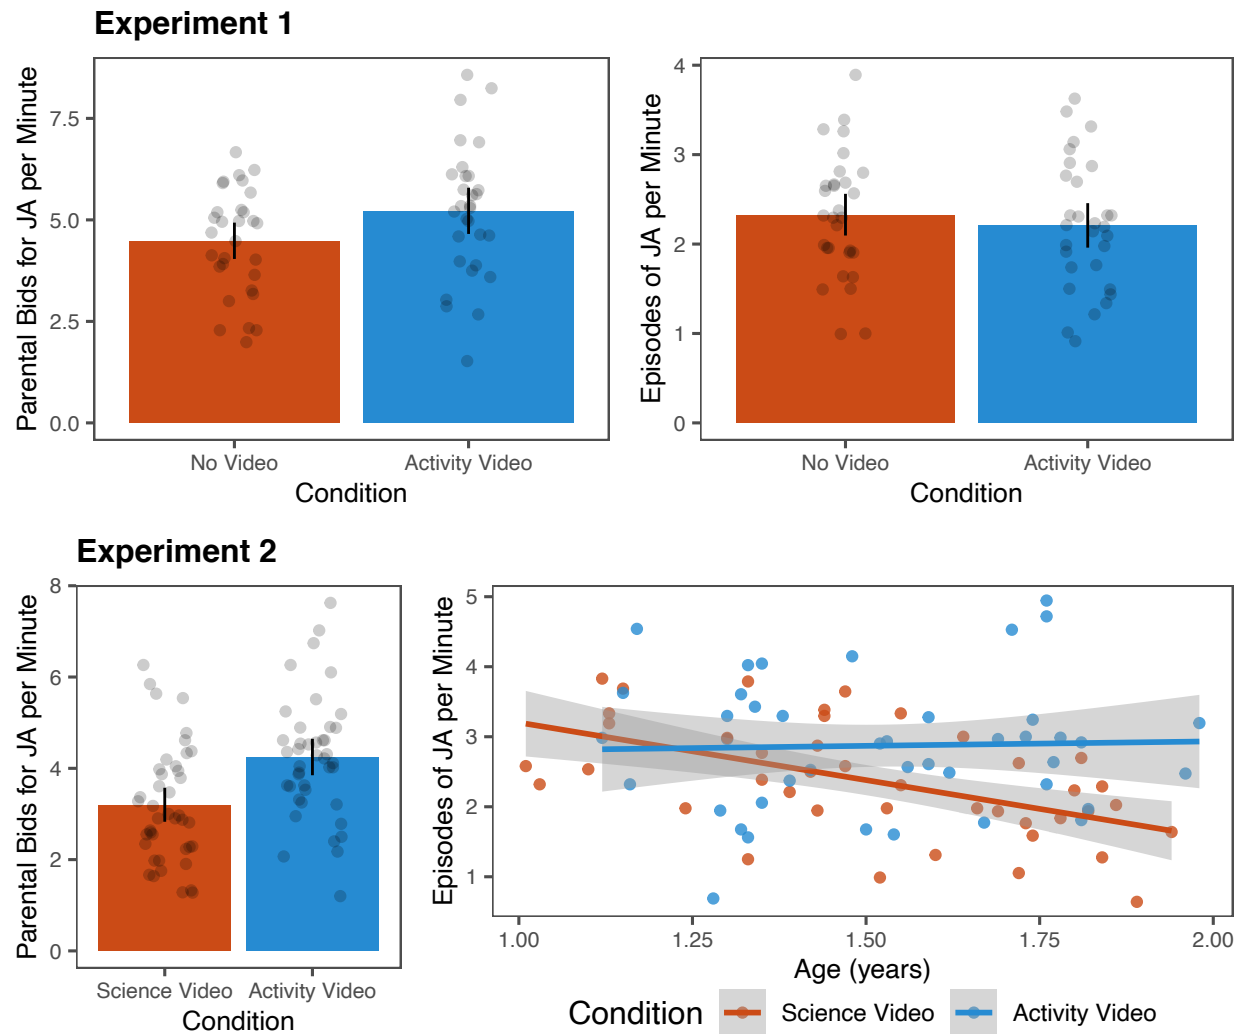 Experiment 1
Parental Bids for JA per Minute
7.5
5.0
2.5
0.0
No Video
Activity Video
Condition
Episodes of JA per Minute
4
3
2
1
0
No Video
Activity Video
Condition
Experiment 2
Parental Bids for JA per Minute
8
6
4
2
0
Science Video
Activity Video
Condition
Episodes of JA per Minute
5
4
3
2
1
1.00
1.25
1.50
1.75
2.00
Age (years)
Condition
Science Video
Activity Video